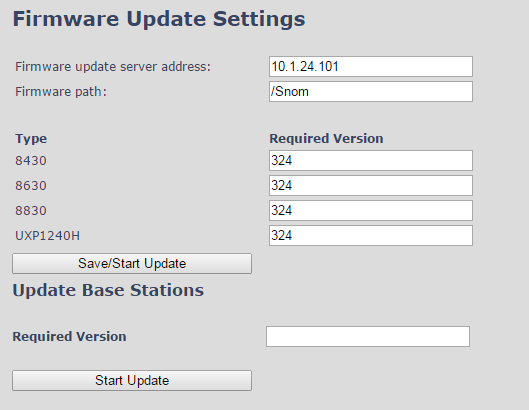 Firmware Update Settings
Firmware update server address: 10.1.24.101
Firmware path: /Snom
Type Required Version
8430 324
8630 324
8830 324
UXP1240H 324
Save/Start Update
Update Base Stations
Required Version
Start Update